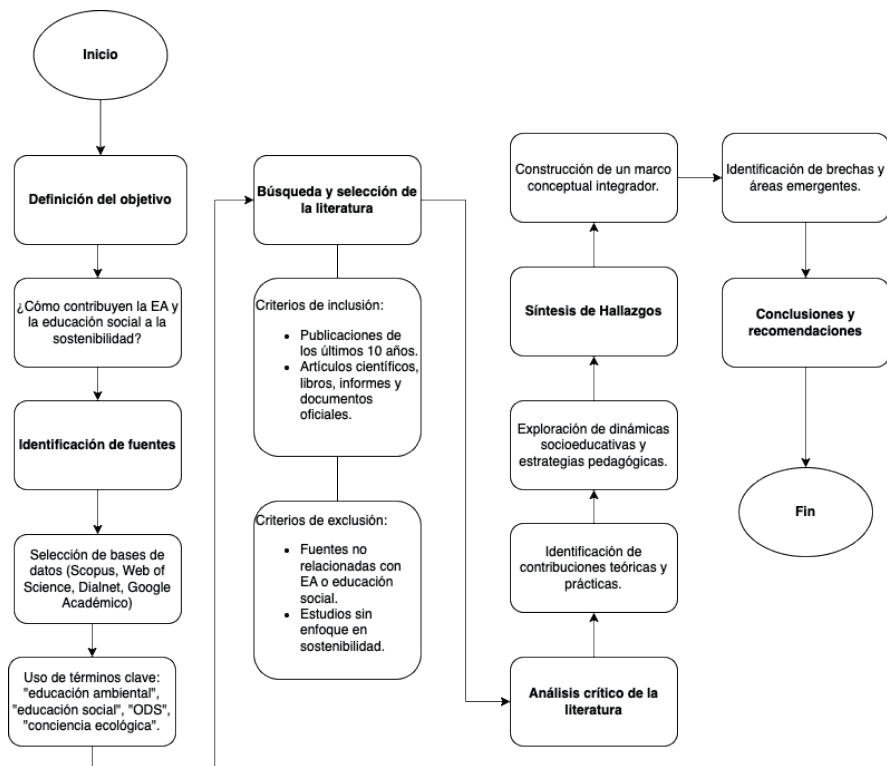 Inicio
Definición del objetivo
¿Cómo contribuyen la EA y
la educación social a la
sostenibilidad?
Identificación de fuentes
Selección de bases de
datos (Scopus, Web of
Science, Dialnet, Google
Académico)
Uso de términos clave:
"educación ambiental",
"educación social", "ODS",
"conciencia ecológica".
Búsqueda y selección de
la literatura
Criterios de inclusión:
• Publicaciones de
los últimos 10 años.
• Artículos científicos,
libros, informes y
documentos
oficiales.
Criterios de exclusión:
• Fuentes no
relacionadas con
EA o educación
social.
• Estudios sin
enfoque en
sostenibilidad.
Análisis crítico de la
literatura
Identificación de
contribuciones teóricas y
prácticas.
Exploración de dinámicas
socioeducativas y
estrategias pedagógicas.
Síntesis de Hallazgos
Construcción de un marco
conceptual integrador.
Identificación de brechas y
áreas emergentes.
Conclusiones y
recomendaciones
Fin